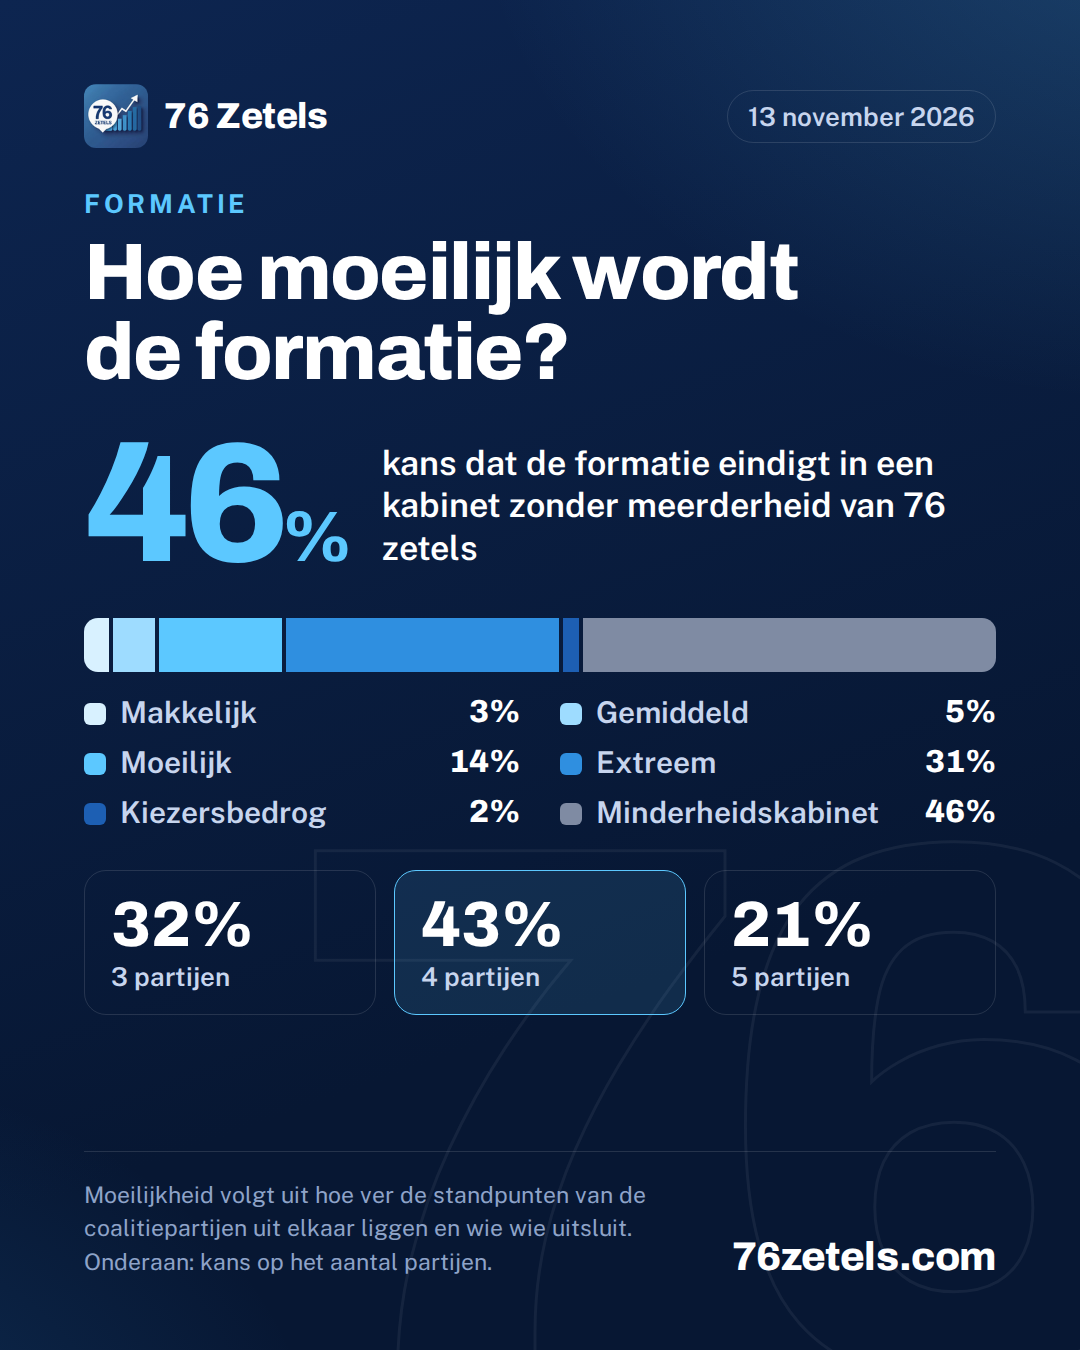 76
ZETELS
76 Zetels
13 november 2026
FORMATIE
Hoe moeilijk wordt
de formatie?
46%
kans dat de formatie eindigt in een
kabinet zonder meerderheid van 76
zetels
Makkelijk 3%
Gemiddeld 5%
Moeilijk 14%
Extreem 31%
Kiezersbedrog 2%
Minderheidskabinet 46%
32%
3 partijen
43%
4 partijen
21%
5 partijen
Moeilijkheid volgt uit hoe ver de standpunten van de
coalitiepartijen uit elkaar liggen en wie wie uitsluit.
Onderaan: kans op het aantal partijen.
76zetels.com
76